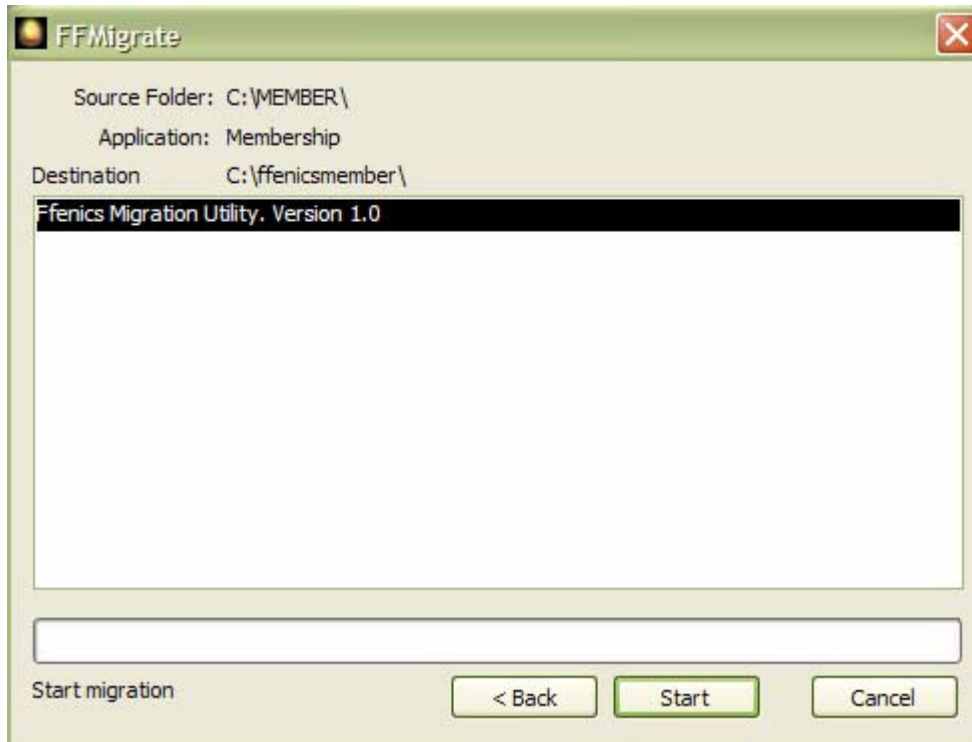 FFMigrate
Source Folder: C:\MEMBER\
Application: Membership
Destination C:\ffenicsmember\
Ffenics Migration Utility. Version 1.0
Start migration
< Back Start Cancel